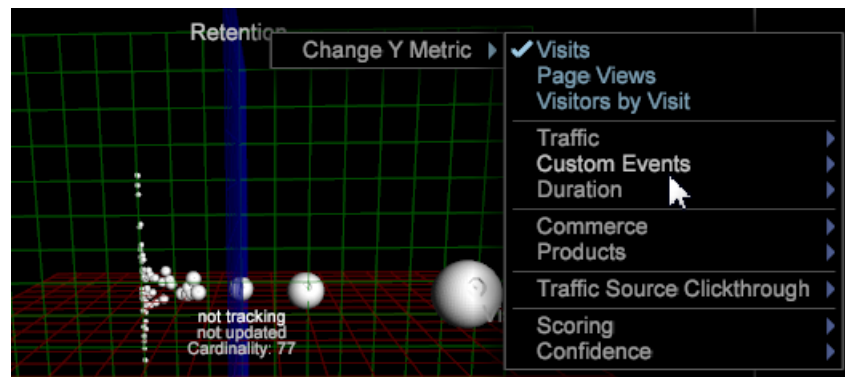 Retention
Change Y Metric
Visits
Page Views
Visitors by Visit
Traffic
Custom Events
Duration
Commerce
Products
Traffic Source Clickthrough
Scoring
Confidence
not tracking
not updated
Cardinality: 77